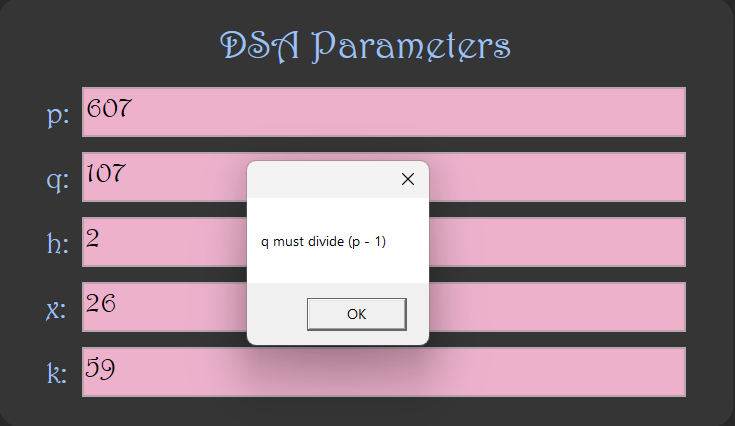 DSA Parameters
p: 607
q: 107
h: 2
q must divide (p - 1)
x: 26
OK
k: 59